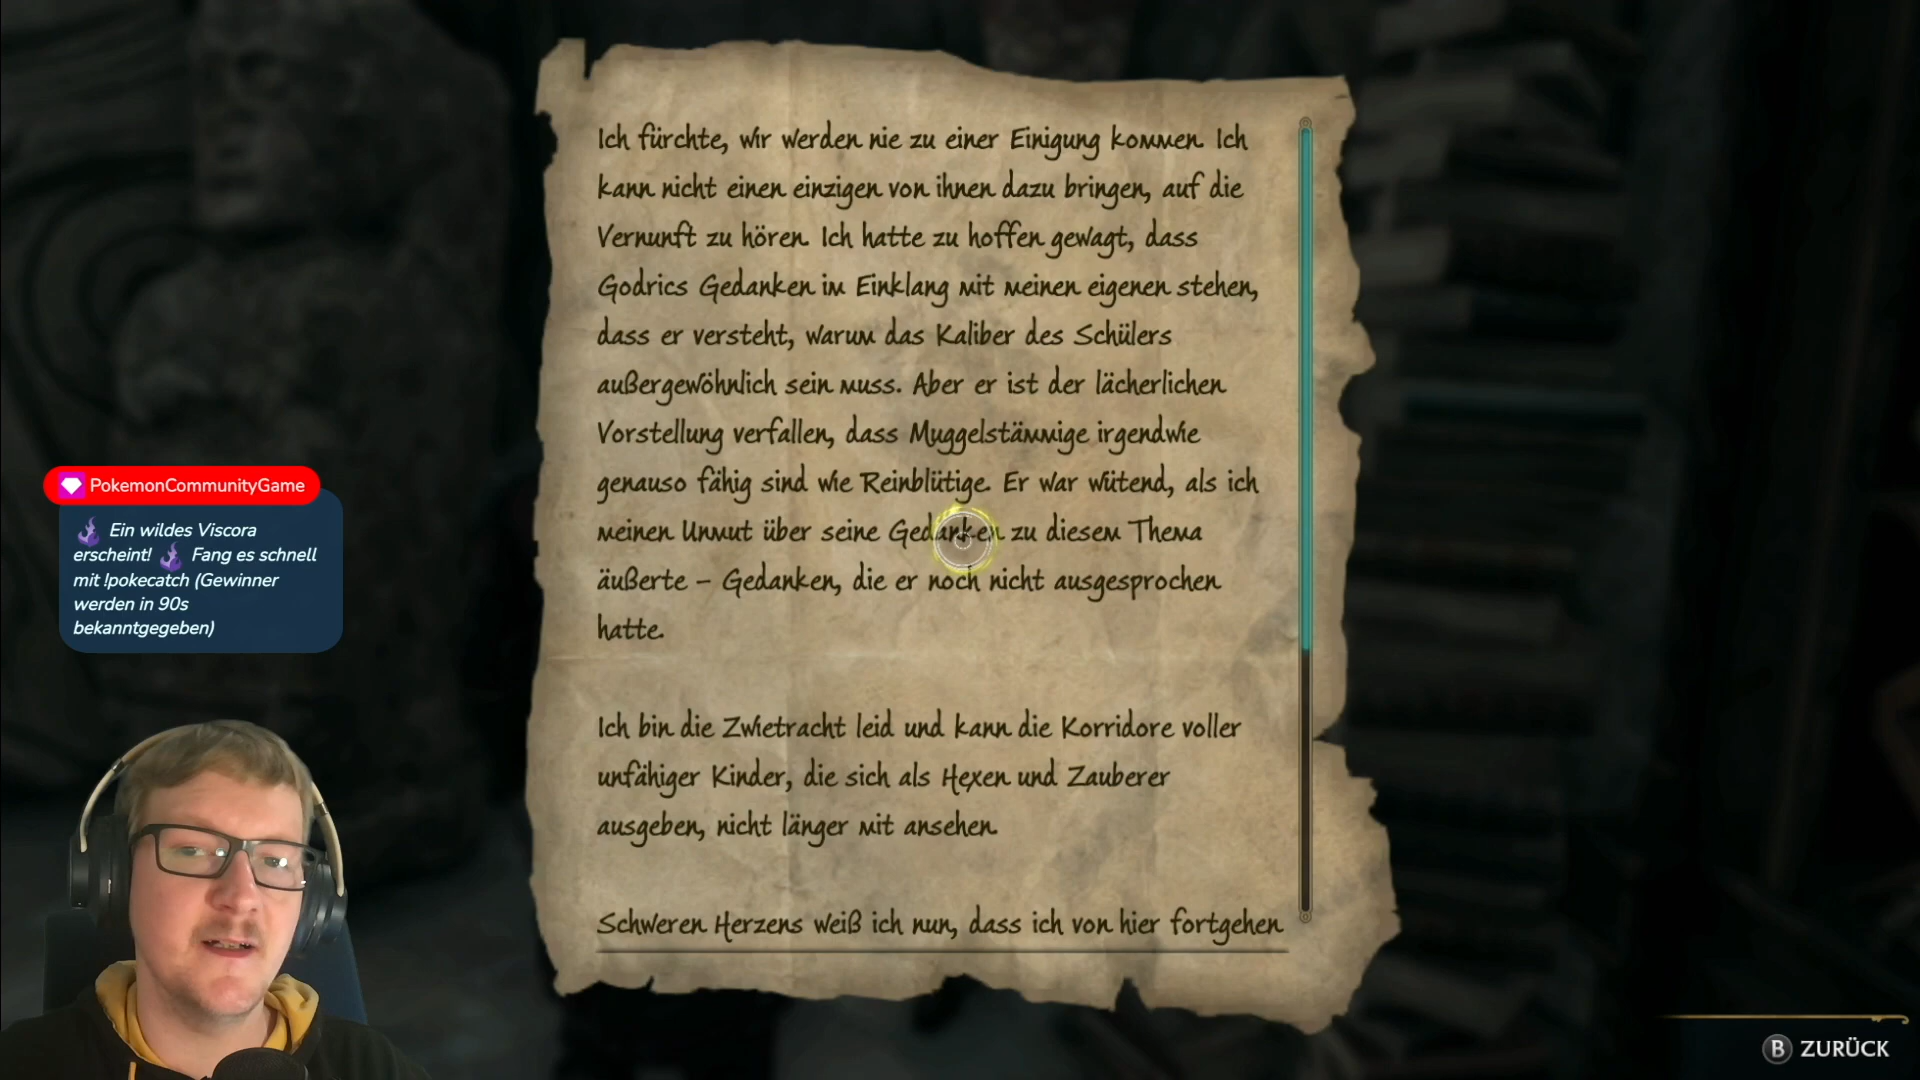 Ich fürchte, wir werden nie zu einer Einigung kommen. Ich
kann nicht einen einzigen von ihnen dazu bringen, auf die
Vernunft zu hören. Ich hatte zu hoffen gewagt, dass
Godrics Gedanken im Einklang mit meinen eigenen stehen,
dass er versteht, warum das Kaliber des Schülers
außergewöhnlich sein muss. Aber er ist der lächerlichen
Vorstellung verfallen, dass Muggelstämmige irgendwie
genauso fähig sind wie Reinblütige. Er war wütend, als ich
meinen Unmut über seine Gedanken zu diesem Thema
äußerte – Gedanken, die er noch nicht ausgesprochen
hatte.
Ich bin die Zwietracht leid und kann die Korridore voller
unfähiger Kinder, die sich als Hexen und Zauberer
ausgeben, nicht länger mit ansehen.
Schweren Herzens weiß ich nun, dass ich von hier fortgehen
PokemonCommunityGame
Ein wildes Viscora
erscheint! Fang es schnell
mit !pokecatch (Gewinner
werden in 90s
bekanntgegeben)
B ZURÜCK